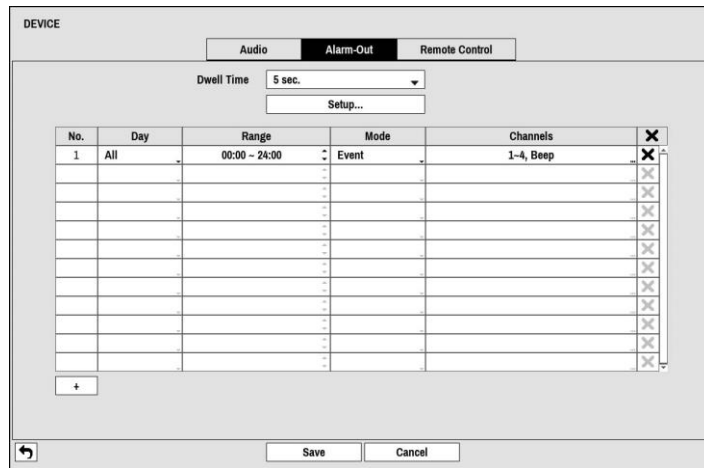 DEVICE
Audio Alarm-Out Remote Control
Dwell Time 5 sec.
Setup...
No. Day Range Mode Channels
1 All 00:00 ~ 24:00 Event 1~4, Beep
+
Save Cancel